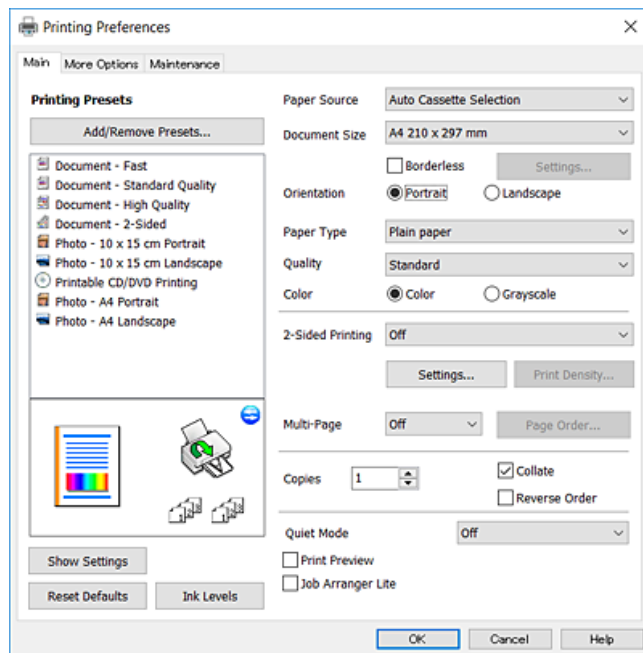 Printing Preferences
Main More Options Maintenance
Printing Presets
Add/Remove Presets...
Document - Fast
Document - Standard Quality
Document - High Quality
Document - 2-Sided
Photo - 10 x 15 cm Portrait
Photo - 10 x 15 cm Landscape
Printable CD/DVD Printing
Photo - A4 Portrait
Photo - A4 Landscape
Show Settings
Reset Defaults Ink Levels
Paper Source Auto Cassette Selection
Document Size A4 210 x 297 mm
Borderless Settings...
Orientation Portrait Landscape
Paper Type Plain paper
Quality Standard
Color Color Grayscale
2-Sided Printing Off
Settings... Print Density...
Multi-Page Off Page Order...
Copies 1 Collate
Reverse Order
Quiet Mode Off
Print Preview
Job Arranger Lite
OK Cancel Help